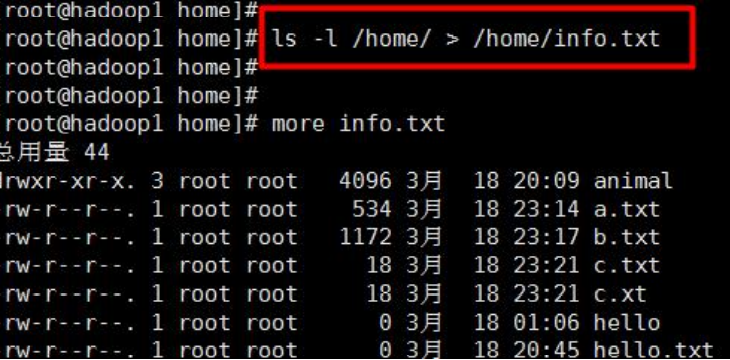 [root@hadoop1 home]#
[root@hadoop1 home]# ls -l /home/ > /home/info.txt
[root@hadoop1 home]#
[root@hadoop1 home]#
[root@hadoop1 home]# more info.txt
总用量 44
drwxr-xr-x. 3 root root 4096 3月 18 20:09 animal
-rw-r--r--. 1 root root 534 3月 18 23:14 a.txt
-rw-r--r--. 1 root root 1172 3月 18 23:17 b.txt
-rw-r--r--. 1 root root 18 3月 18 23:21 c.txt
-rw-r--r--. 1 root root 18 3月 18 23:21 c.xt
-rw-r--r--. 1 root root 0 3月 18 01:06 hello
-rw-r--r--. 1 root root 0 3月 18 20:45 hello.txt